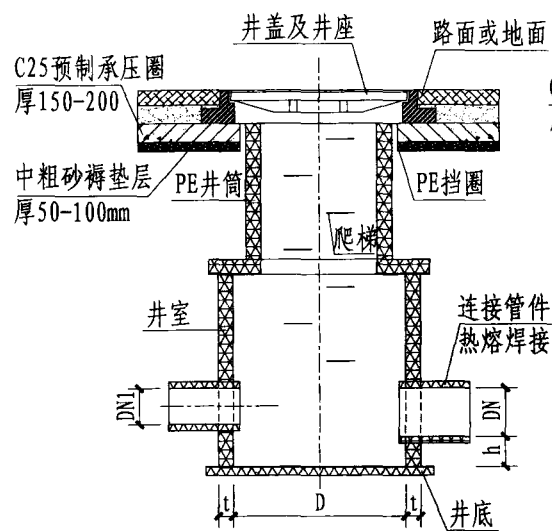 井盖及井座
路面或地面
C25预制承压圈
厚150-200
中粗砂褥垫层
厚50-100mm
PE井筒
PE挡圈
爬梯
井室
连接管件
热熔焊接
DN1
DN
h
t
D
t
井底